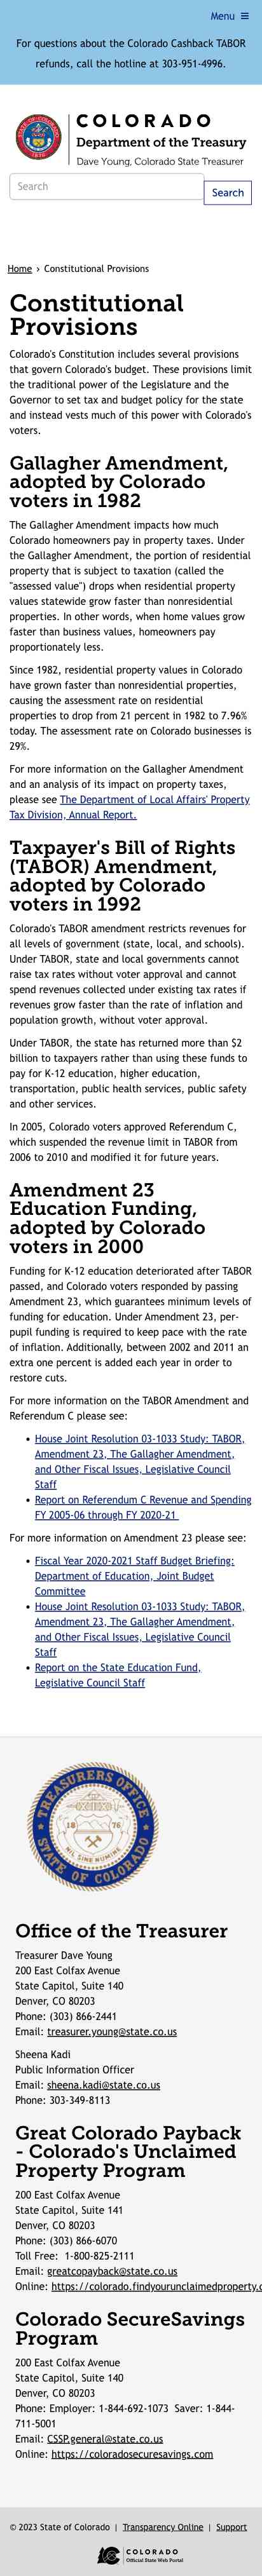 Menu ≡
For questions about the Colorado Cashback TABOR
refunds, call the hotline at 303-951-4996.
COLORADO
Department of the Treasury
Dave Young, Colorado State Treasurer
Search
Search
Home › Constitutional Provisions
Constitutional
Provisions
Colorado's Constitution includes several provisions
that govern Colorado's budget. These provisions limit
the traditional power of the Legislature and the
Governor to set tax and budget policy for the state
and instead vests much of this power with Colorado's
voters.
Gallagher Amendment,
adopted by Colorado
voters in 1982
The Gallagher Amendment impacts how much
Colorado homeowners pay in property taxes. Under
the Gallagher Amendment, the portion of residential
property that is subject to taxation (called the
"assessed value") drops when residential property
values statewide grow faster than nonresidential
properties. In other words, when home values grow
faster than business values, homeowners pay
proportionately less.
Since 1982, residential property values in Colorado
have grown faster than nonresidential properties,
causing the assessment rate on residential
properties to drop from 21 percent in 1982 to 7.96%
today. The assessment rate on Colorado businesses is
29%.
For more information on the Gallagher Amendment
and an analysis of its impact on property taxes,
please see The Department of Local Affairs' Property
Tax Division, Annual Report.
Taxpayer's Bill of Rights
(TABOR) Amendment,
adopted by Colorado
voters in 1992
Colorado's TABOR amendment restricts revenues for
all levels of government (state, local, and schools).
Under TABOR, state and local governments cannot
raise tax rates without voter approval and cannot
spend revenues collected under existing tax rates if
revenues grow faster than the rate of inflation and
population growth, without voter approval.
Under TABOR, the state has returned more than $2
billion to taxpayers rather than using these funds to
pay for K-12 education, higher education,
transportation, public health services, public safety
and other services.
In 2005, Colorado voters approved Referendum C,
which suspended the revenue limit in TABOR from
2006 to 2010 and modified it for future years.
Amendment 23
Education Funding,
adopted by Colorado
voters in 2000
Funding for K-12 education deteriorated after TABOR
passed, and Colorado voters responded by passing
Amendment 23, which guarantees minimum levels of
funding for education. Under Amendment 23, per-
pupil funding is required to keep pace with the rate
of inflation. Additionally, between 2002 and 2011 an
extra one percent is added each year in order to
restore cuts.
For more information on the TABOR Amendment and
Referendum C please see:
• House Joint Resolution 03-1033 Study: TABOR,
Amendment 23, The Gallagher Amendment,
and Other Fiscal Issues, Legislative Council
Staff
• Report on Referendum C Revenue and Spending
FY 2005-06 through FY 2020-21
For more information on Amendment 23 please see:
• Fiscal Year 2020-2021 Staff Budget Briefing:
Department of Education, Joint Budget
Committee
• House Joint Resolution 03-1033 Study: TABOR,
Amendment 23, The Gallagher Amendment,
and Other Fiscal Issues, Legislative Council
Staff
• Report on the State Education Fund,
Legislative Council Staff
TREASURERS OFFICE
18 76
NIL SINE NUMINE
STATE OF COLORADO
Office of the Treasurer
Treasurer Dave Young
200 East Colfax Avenue
State Capitol, Suite 140
Denver, CO 80203
Phone: (303) 866-2441
Email: treasurer.young@state.co.us
Sheena Kadi
Public Information Officer
Email: sheena.kadi@state.co.us
Phone: 303-349-8113
Great Colorado Payback
- Colorado's Unclaimed
Property Program
200 East Colfax Avenue
State Capitol, Suite 141
Denver, CO 80203
Phone: (303) 866-6070
Toll Free: 1-800-825-2111
Email: greatcopayback@state.co.us
Online: https://colorado.findyourunclaimedproperty.c
Colorado SecureSavings
Program
200 East Colfax Avenue
State Capitol, Suite 140
Denver, CO 80203
Phone: Employer: 1-844-692-1073 Saver: 1-844-
711-5001
Email: CSSP.general@state.co.us
Online: https://coloradosecuresavings.com
© 2023 State of Colorado | Transparency Online | Support
COLORADO
Official State Web Portal